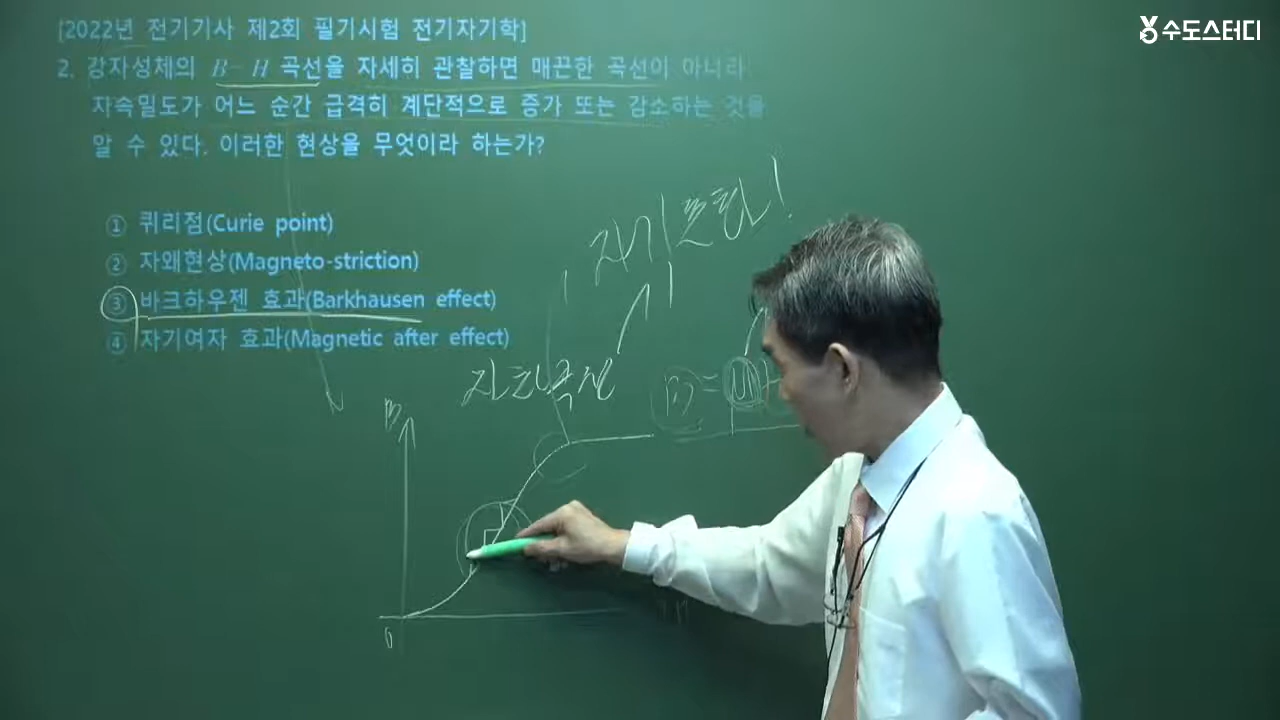 수도스터디
[2022년 전기기사 제2회 필기시험 전기자기학]
2. 강자성체의 B-H 곡선을 자세히 관찰하면 매끈한 곡선이 아니라
자속밀도가 어느 순간 급격히 계단적으로 증가 또는 감소하는 것을
알 수 있다. 이러한 현상을 무엇이라 하는가?
① 퀴리점(Curie point)
② 자왜현상(Magneto-striction)
③ 바크하우젠 효과(Barkhausen effect)
④ 자기여자 효과(Magnetic after effect)
자기포화!
자화곡선
B =
B
0